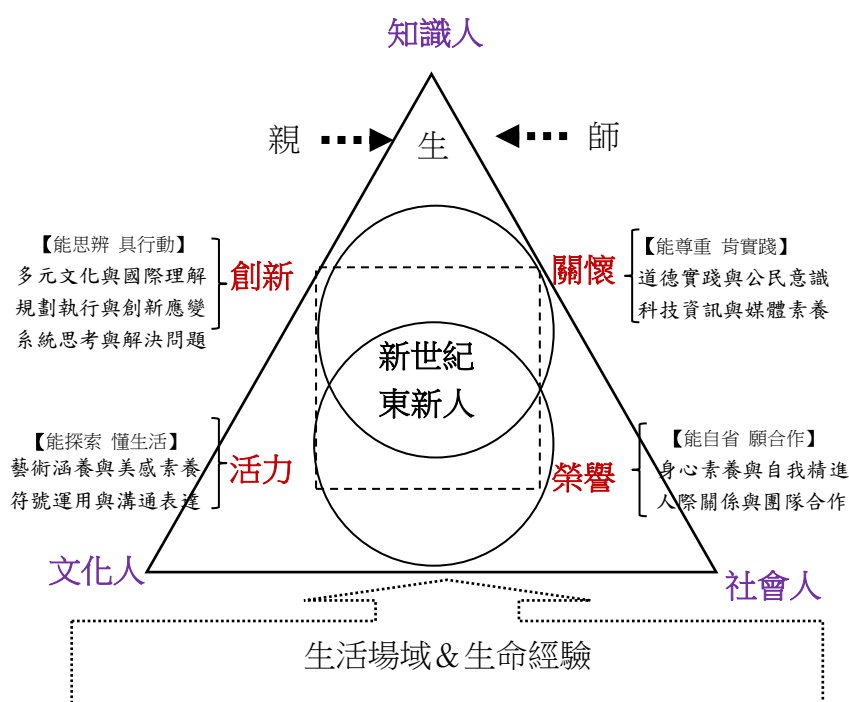 知識人
親
生
師
【能思辨 具行動】
多元文化與國際理解
規劃執行與創新應變
系統思考與解決問題
創新
關懷
【能尊重 肯實踐】
道德實踐與公民意識
科技資訊與媒體素養
新世紀
東新人
【能探索 懂生活】
藝術涵養與美感素養
符號運用與溝通表達
活力
榮譽
【能自省 願合作】
身心素養與自我精進
人際關係與團隊合作
文化人
社會人
生活場域＆生命經驗